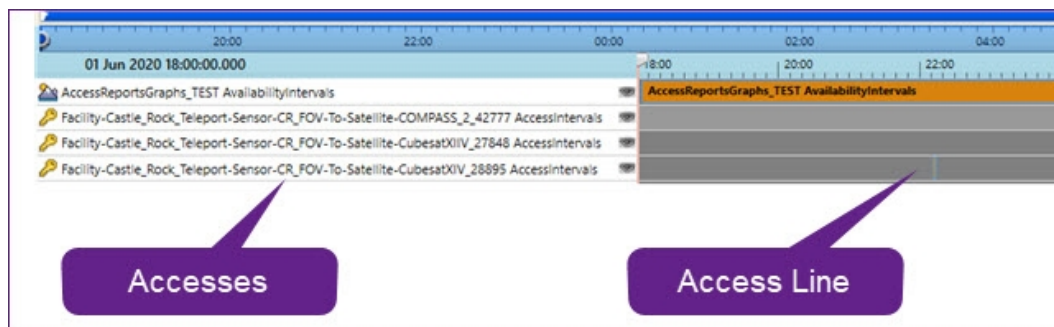 20:00 22:00 00:00 02:00 04:00
01 Jun 2020 18:00:00.000 18:00 20:00 22:00
AccessReportsGraphs_TEST AvailabilityIntervals AccessReportsGraphs_TEST AvailabilityIntervals
Facility-Castle_Rock_Teleport-Sensor-CR_FOV-To-Satellite-COMPASS_2_42777 AccessIntervals
Facility-Castle_Rock_Teleport-Sensor-CR_FOV-To-Satellite-CubesatXIIV_27848 AccessIntervals
Facility-Castle_Rock_Teleport-Sensor-CR_FOV-To-Satellite-CubesatXIV_28895 AccessIntervals
Accesses Access Line